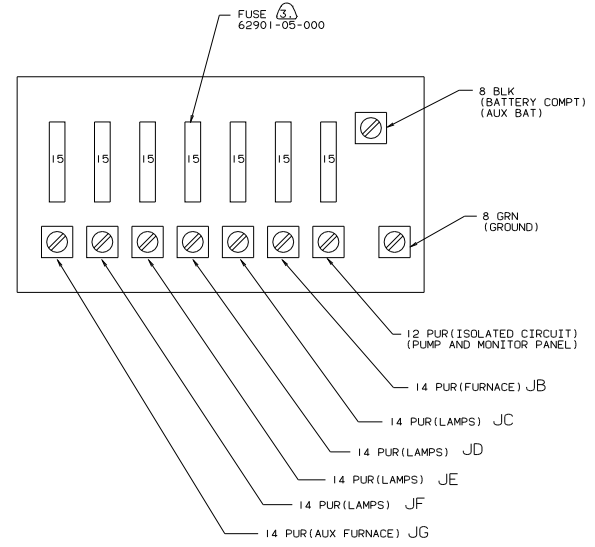 FUSE 3.
62901-05-000
8 BLK
(BATTERY COMPT)
(AUX BAT)
15 15 15 15 15 15 15
8 GRN
(GROUND)
12 PUR(ISOLATED CIRCUIT)
(PUMP AND MONITOR PANEL)
14 PUR(FURNACE) JB
14 PUR(LAMPS) JC
14 PUR(LAMPS) JD
14 PUR(LAMPS) JE
14 PUR(LAMPS) JF
14 PUR(AUX FURNACE) JG